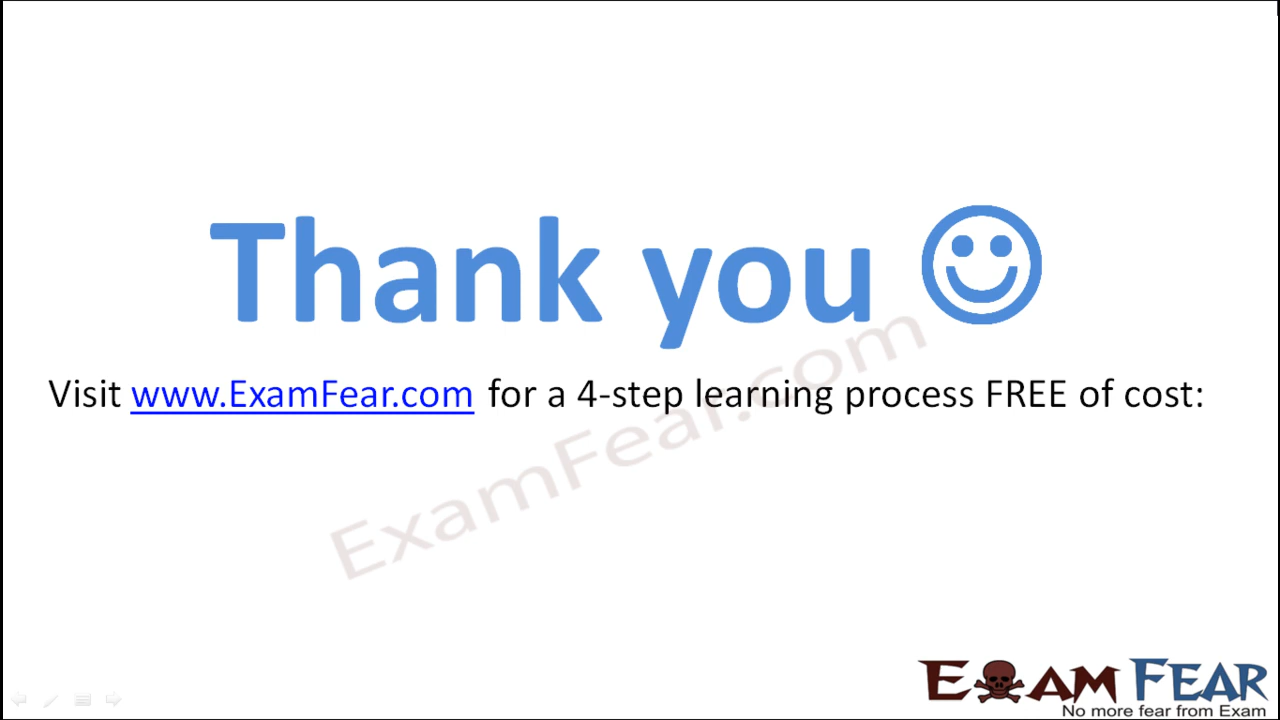 Thank you
Visit www.ExamFear.com for a 4-step learning process FREE of cost:
ExamFear.com
EXAM FEAR
No more fear from Exam